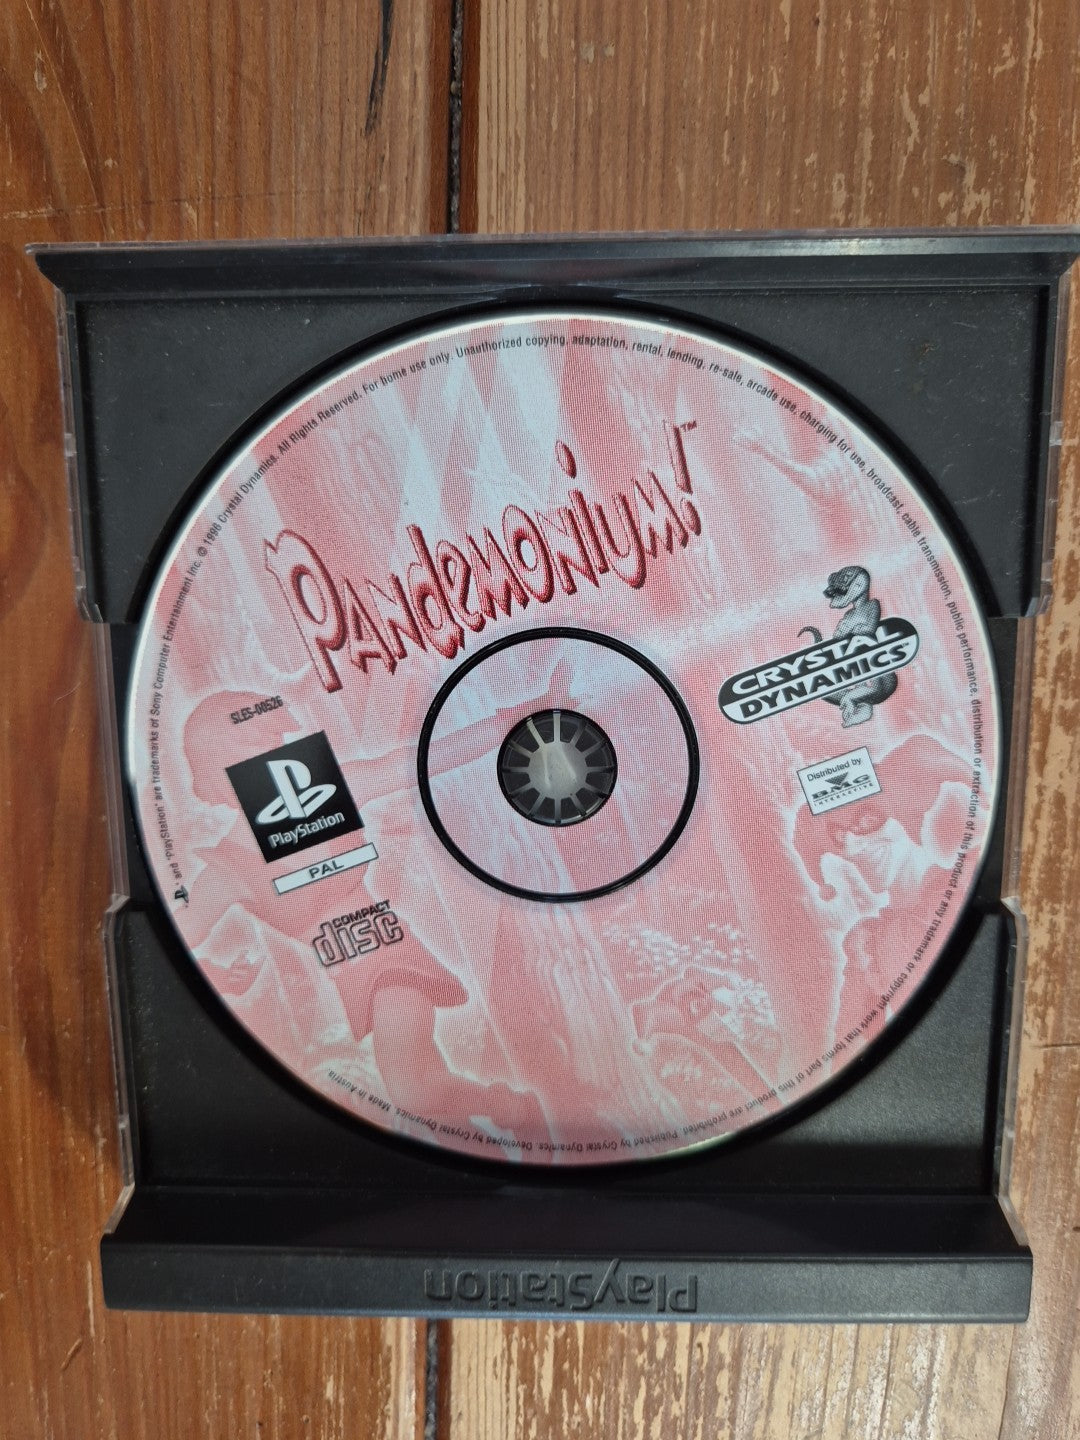 " and "PlayStation" are trademarks of Sony Computer Entertainment Inc. © 1996 Crystal Dynamics. All Rights Reserved. For home use only. Unauthorized copying, adaptation, rental, lending, re-sale, arcade use, charging for use, broadcast, cable transmission, public performance, distribution or extraction of this product or any trademark or copyright work that forms part of this product are prohibited. Published by Crystal Dynamics. Developed by Crystal Dynamics. Made in Austria.
Pandemonium!™
SLES-00526
PlayStation
PAL
COMPACT
disc
CRYSTAL
DYNAMICS
Distributed by
BMG
INTERACTIVE
PlayStation